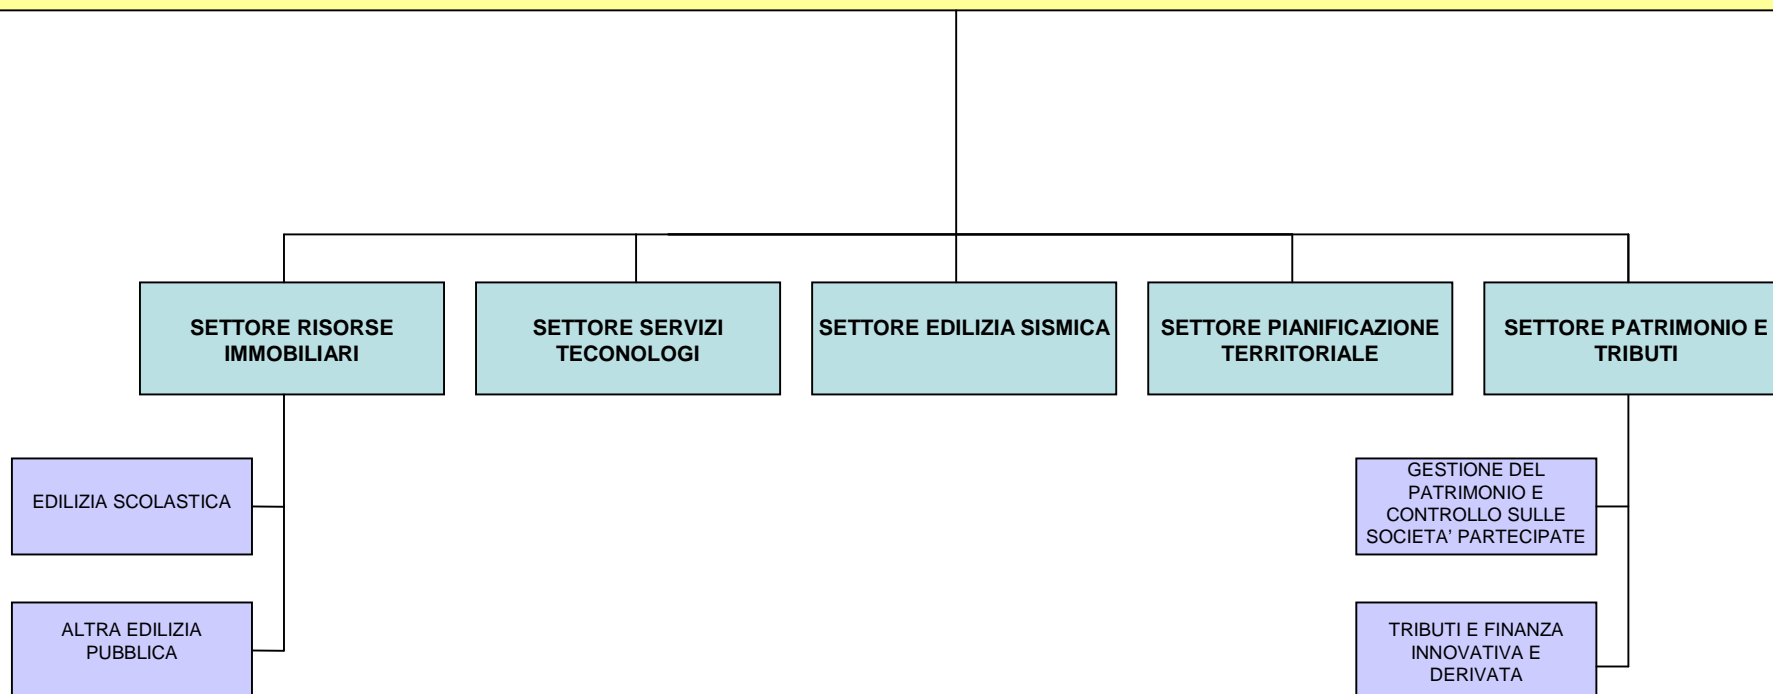 SETTORE RISORSE
IMMOBILIARI
SETTORE SERVIZI
TECONOLOGI
SETTORE EDILIZIA SISMICA
SETTORE PIANIFICAZIONE
TERRITORIALE
SETTORE PATRIMONIO E
TRIBUTI
EDILIZIA SCOLASTICA
GESTIONE DEL
PATRIMONIO E
CONTROLLO SULLE
SOCIETA’ PARTECIPATE
ALTRA EDILIZIA
PUBBLICA
TRIBUTI E FINANZA
INNOVATIVA E
DERIVATA